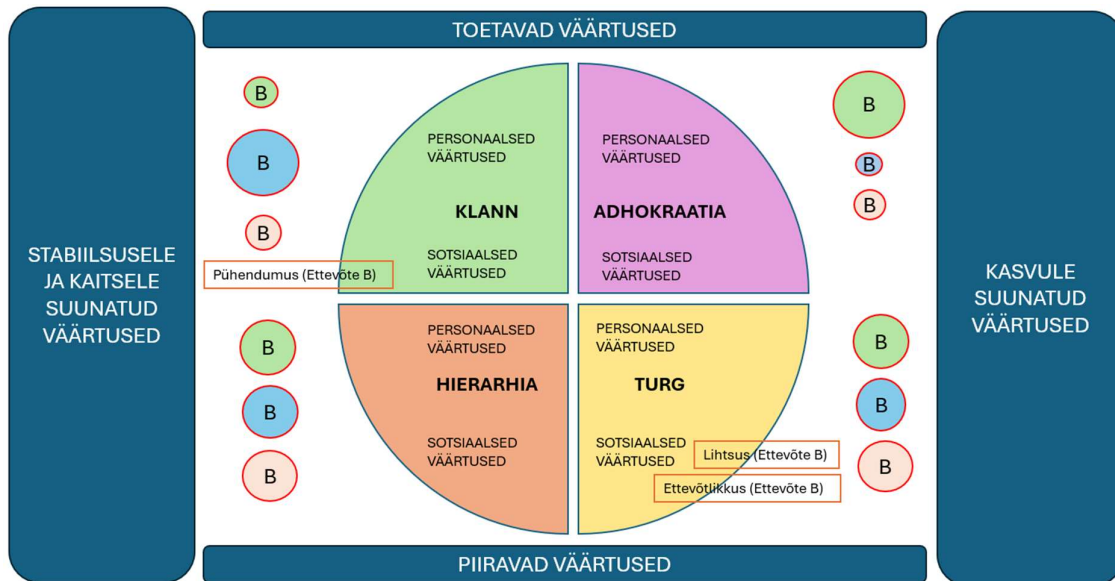 TOETAVAD VÄÄRTUSED
STABIILSUSELE
JA KAITSELE
SUUNATUD
VÄÄRTUSED
B
B
B
Pühendumus (Ettevõte B)
PERSONAALSED
VÄÄRTUSED
KLANN
SOTSIAALSED
VÄÄRTUSED
PERSONAALSED
VÄÄRTUSED
ADHOKRAATIA
SOTSIAALSED
VÄÄRTUSED
B
B
B
B
B
B
PERSONAALSED
VÄÄRTUSED
HIERARHIA
SOTSIAALSED
VÄÄRTUSED
PERSONAALSED
VÄÄRTUSED
TURG
SOTSIAALSED
VÄÄRTUSED
Lihtsus (Ettevõte B)
Ettevõtlikkus (Ettevõte B)
B
B
B
KASVULE
SUUNATUD
VÄÄRTUSED
PIIRAVAD VÄÄRTUSED